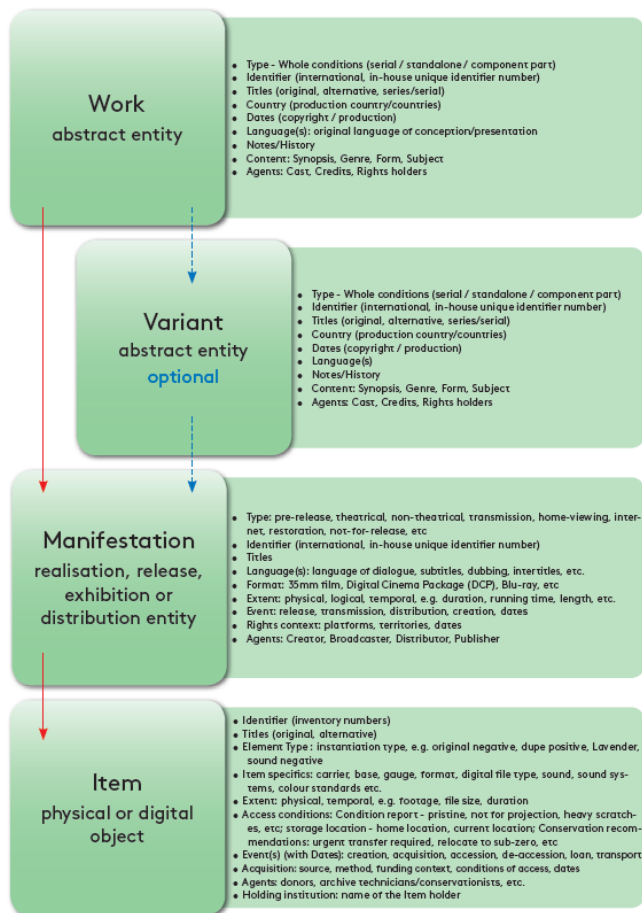 Work
abstract entity
• Type - Whole conditions (serial / standalone / component part)
• Identifier (international, in-house unique identifier number)
• Titles (original, alternative, series/serial)
• Country (production country/countries)
• Dates (copyright / production)
• Language(s): original language of conception/presentation
• Notes/History
• Content: Synopsis, Genre, Form, Subject
• Agents: Cast, Credits, Rights holders
Variant
abstract entity
optional
• Type - Whole conditions (serial / standalone / component part)
• Identifier (international, in-house unique identifier number)
• Titles (original, alternative, series/serial)
• Country (production country/countries)
• Dates (copyright / production)
• Language(s)
• Notes/History
• Content: Synopsis, Genre, Form, Subject
• Agents: Cast, Credits, Rights holders
Manifestation
realisation, release,
exhibition or
distribution entity
• Type: pre-release, theatrical, non-theatrical, transmission, home-viewing, inter-
net, restoration, not-for-release, etc
• Identifier (international, in-house unique identifier number)
• Titles
• Language(s): language of dialogue, subtitles, dubbing, intertitles, etc.
• Format: 35mm film, Digital Cinema Package (DCP), Blu-ray, etc
• Extent: physical, logical, temporal, e.g. duration, running time, length, etc.
• Event: release, transmission, distribution, creation, dates
• Rights context: platforms, territories, dates
• Agents: Creator, Broadcaster, Distributor, Publisher
Item
physical or digital
object
• Identifier (inventory numbers)
• Titles (original, alternative)
• Element Type : instantiation type, e.g. original negative, dupe positive, Lavender,
sound negative
• Item specifics: carrier, base, gauge, format, digital file type, sound, sound sys-
tems, colour standards etc.
• Extent: physical, temporal, e.g. footage, file size, duration
• Access conditions: Condition report - pristine, not for projection, heavy scratch-
es, etc; storage location - home location, current location; Conservation recom-
mendations: urgent transfer required, relocate to sub-zero, etc
• Event(s) (with Dates): creation, acquisition, accession, de-accession, loan, transport
• Acquisition: source, method, funding context, conditions of access, dates
• Agents: donors, archive technicians/conservationists, etc.
• Holding institution: name of the Item holder